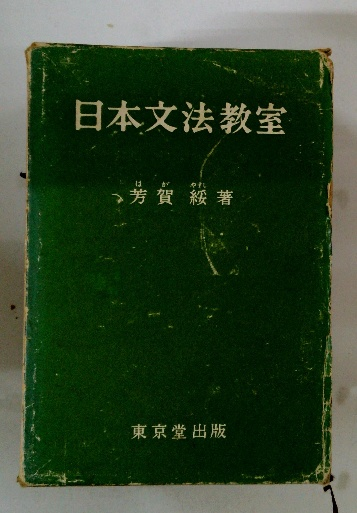 日本文法教室
はが やすし
芳賀 綏 著
東京堂出版